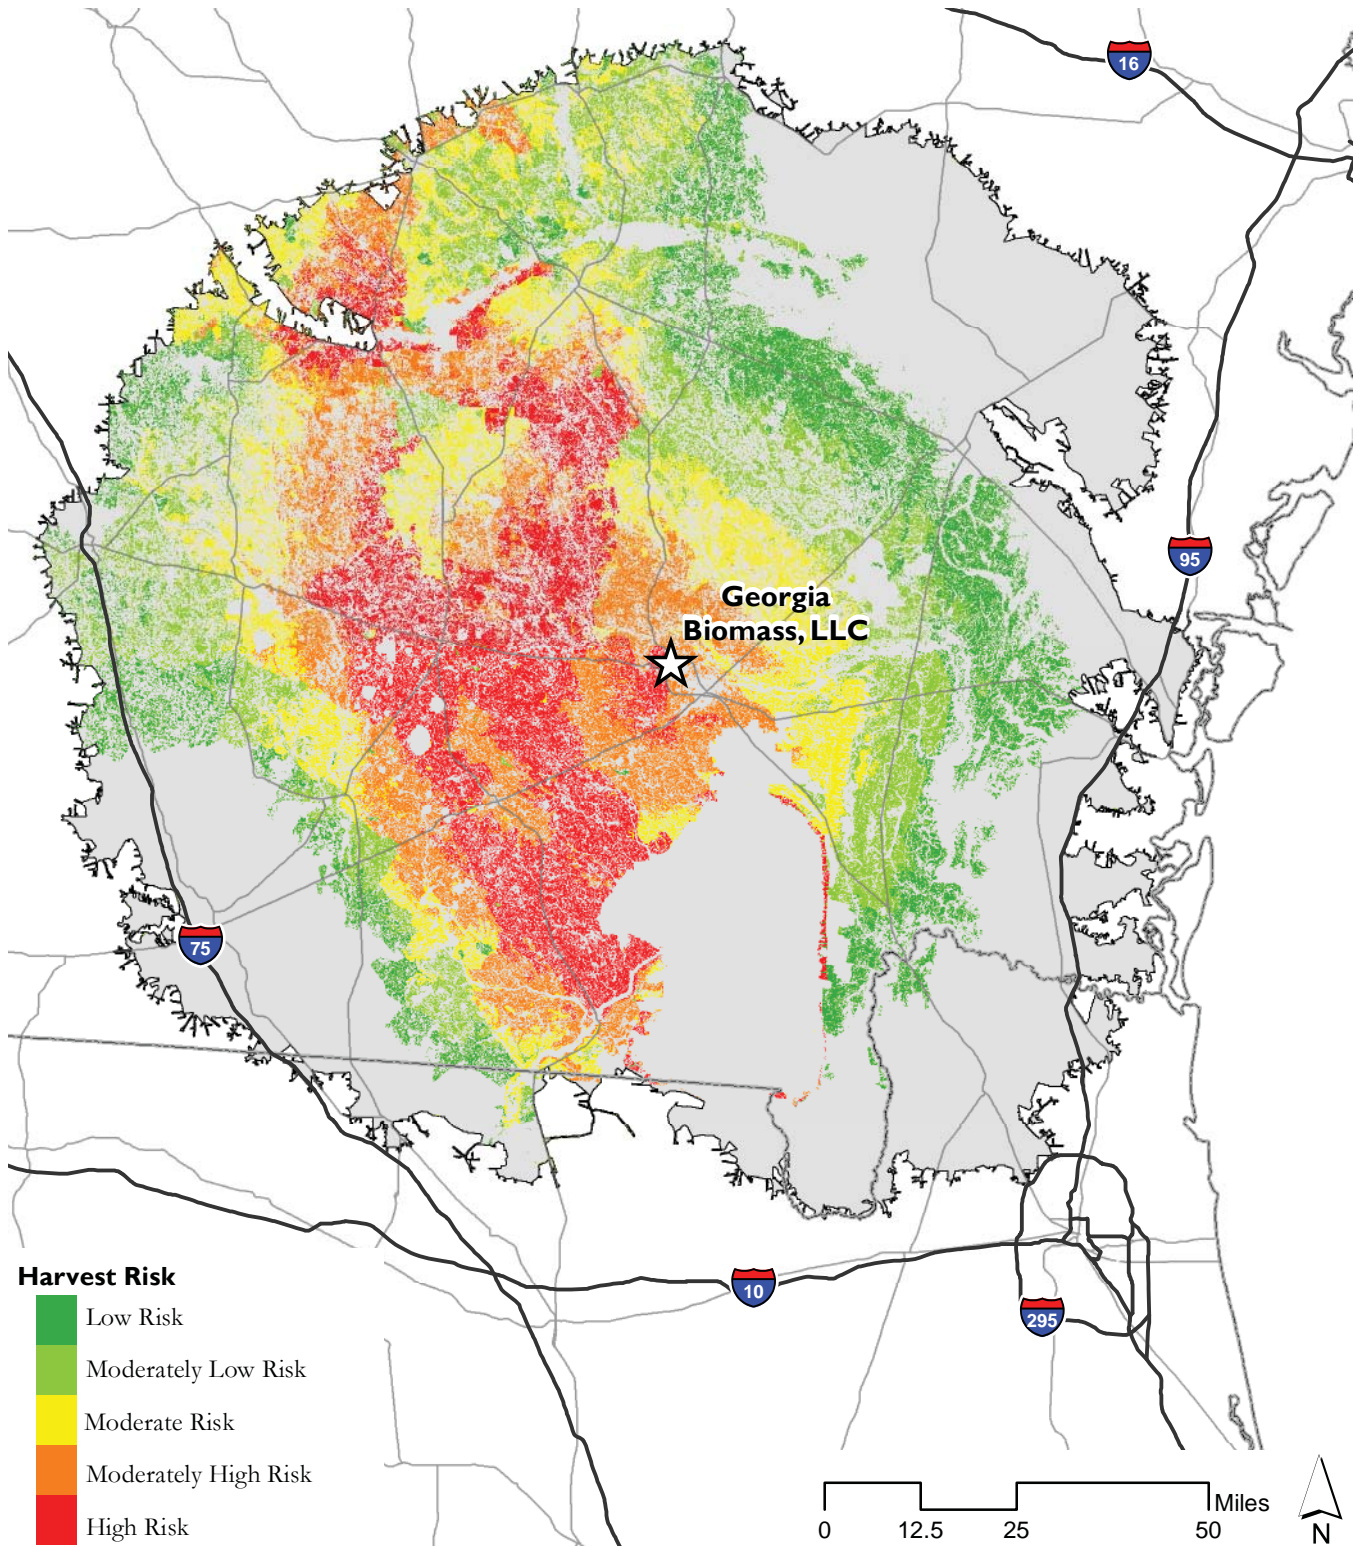 16
95
Georgia
Biomass, LLC
75
10
295
Harvest Risk
Low Risk
Moderately Low Risk
Moderate Risk
Moderately High Risk
High Risk
Miles
0 12.5 25 50
N